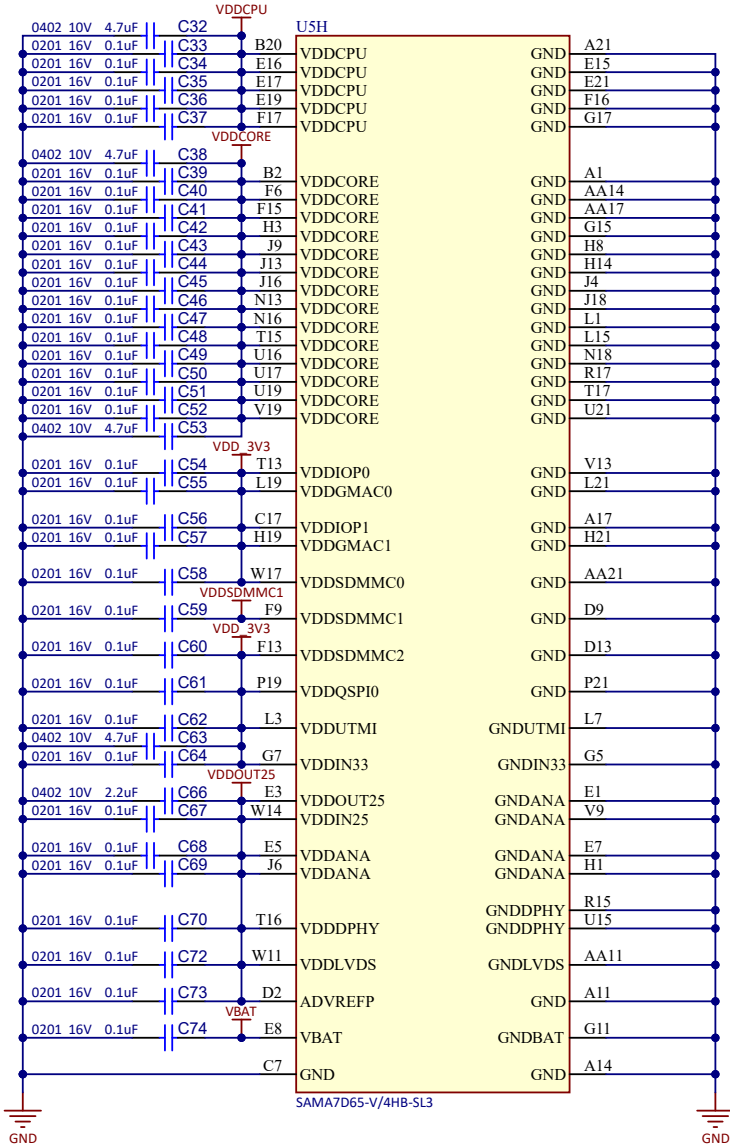 VDDCPU
0402 10V 4.7uF C32 U5H
0201 16V 0.1uF C33 B20 VDDCPU GND A21
0201 16V 0.1uF C34 E16 VDDCPU GND E15
0201 16V 0.1uF C35 E17 VDDCPU GND E21
0201 16V 0.1uF C36 E19 VDDCPU GND F16
0201 16V 0.1uF C37 F17 VDDCPU GND G17
VDDCORE
0402 10V 4.7uF C38
0201 16V 0.1uF C39 B2 VDDCORE GND A1
0201 16V 0.1uF C40 F6 VDDCORE GND AA14
0201 16V 0.1uF C41 F15 VDDCORE GND AA17
0201 16V 0.1uF C42 H3 VDDCORE GND G15
0201 16V 0.1uF C43 J9 VDDCORE GND H8
0201 16V 0.1uF C44 J13 VDDCORE GND H14
0201 16V 0.1uF C45 J16 VDDCORE GND J4
0201 16V 0.1uF C46 N13 VDDCORE GND J18
0201 16V 0.1uF C47 N16 VDDCORE GND L1
0201 16V 0.1uF C48 T15 VDDCORE GND L15
0201 16V 0.1uF C49 U16 VDDCORE GND N18
0201 16V 0.1uF C50 U17 VDDCORE GND R17
0201 16V 0.1uF C51 U19 VDDCORE GND T17
0201 16V 0.1uF C52 V19 VDDCORE GND U21
0402 10V 4.7uF C53
VDD_3V3
0201 16V 0.1uF C54 T13 VDDIOP0 GND V13
0201 16V 0.1uF C55 L19 VDDGMAC0 GND L21
0201 16V 0.1uF C56 C17 VDDIOP1 GND A17
0201 16V 0.1uF C57 H19 VDDGMAC1 GND H21
0201 16V 0.1uF C58 W17 VDDSDMMC0 GND AA21
VDDSDMMC1
0201 16V 0.1uF C59 F9 VDDSDMMC1 GND D9
VDD_3V3
0201 16V 0.1uF C60 F13 VDDSDMMC2 GND D13
0201 16V 0.1uF C61 P19 VDDQSPI0 GND P21
0201 16V 0.1uF C62 L3 VDDUTMI GNDUTMI L7
0402 10V 4.7uF C63
0201 16V 0.1uF C64 G7 VDDIN33 GNDIN33 G5
VDDOUT25
0402 10V 2.2uF C66 E3 VDDOUT25 GNDANA E1
0201 16V 0.1uF C67 W14 VDDIN25 GNDANA V9
0201 16V 0.1uF C68 E5 VDDANA GNDANA E7
0201 16V 0.1uF C69 J6 VDDANA GNDANA H1
GNDDPHY R15
0201 16V 0.1uF C70 T16 VDDDPHY GNDDPHY U15
0201 16V 0.1uF C72 W11 VDDLVDS GNDLVDS AA11
0201 16V 0.1uF C73 D2 ADVREFP GND A11
VBAT
0201 16V 0.1uF C74 E8 VBAT GNDBAT G11
C7 GND GND A14
SAMA7D65-V/4HB-SL3
GND GND